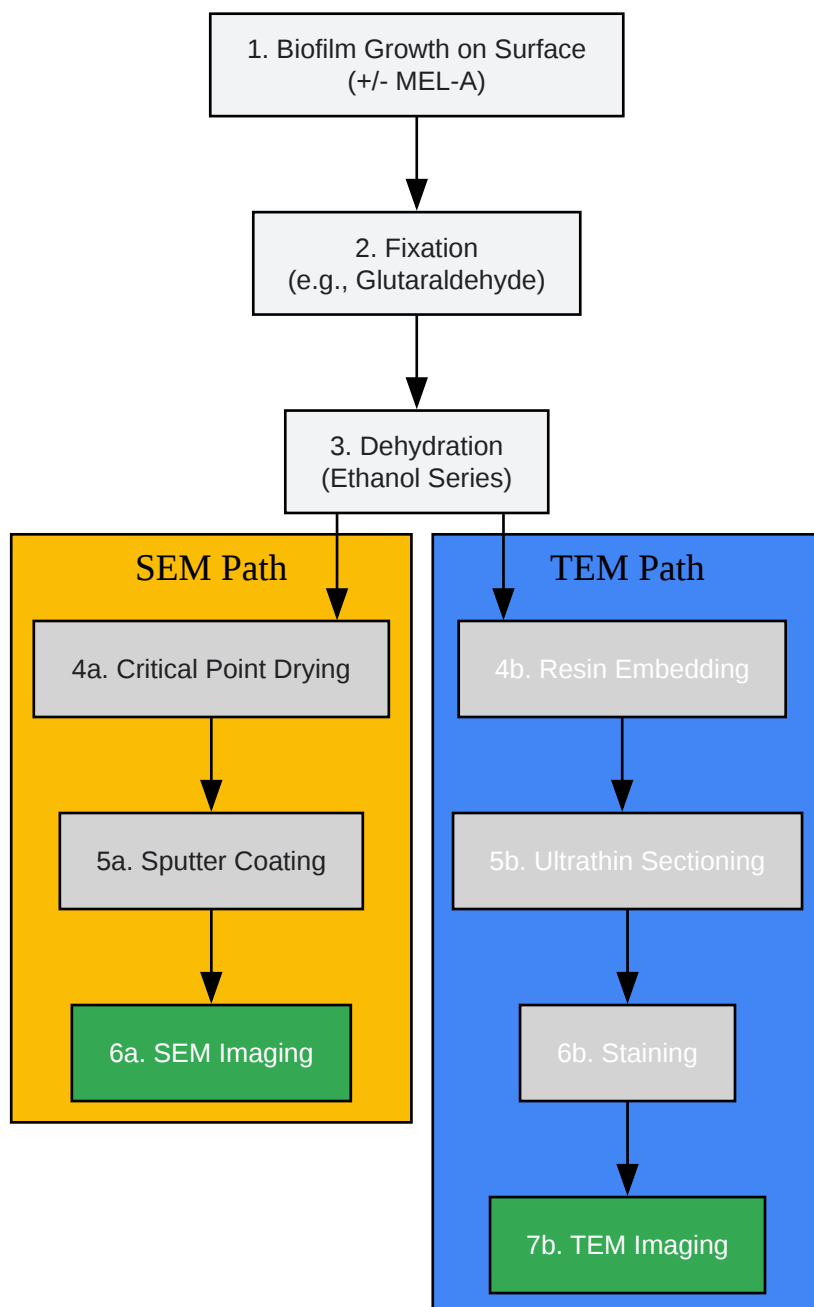 1. Biofilm Growth on Surface
(+/- MEL-A)
2. Fixation
(e.g., Glutaraldehyde)
3. Dehydration
(Ethanol Series)
SEM Path
4a. Critical Point Drying
5a. Sputter Coating
6a. SEM Imaging
TEM Path
4b. Resin Embedding
5b. Ultrathin Sectioning
6b. Staining
7b. TEM Imaging